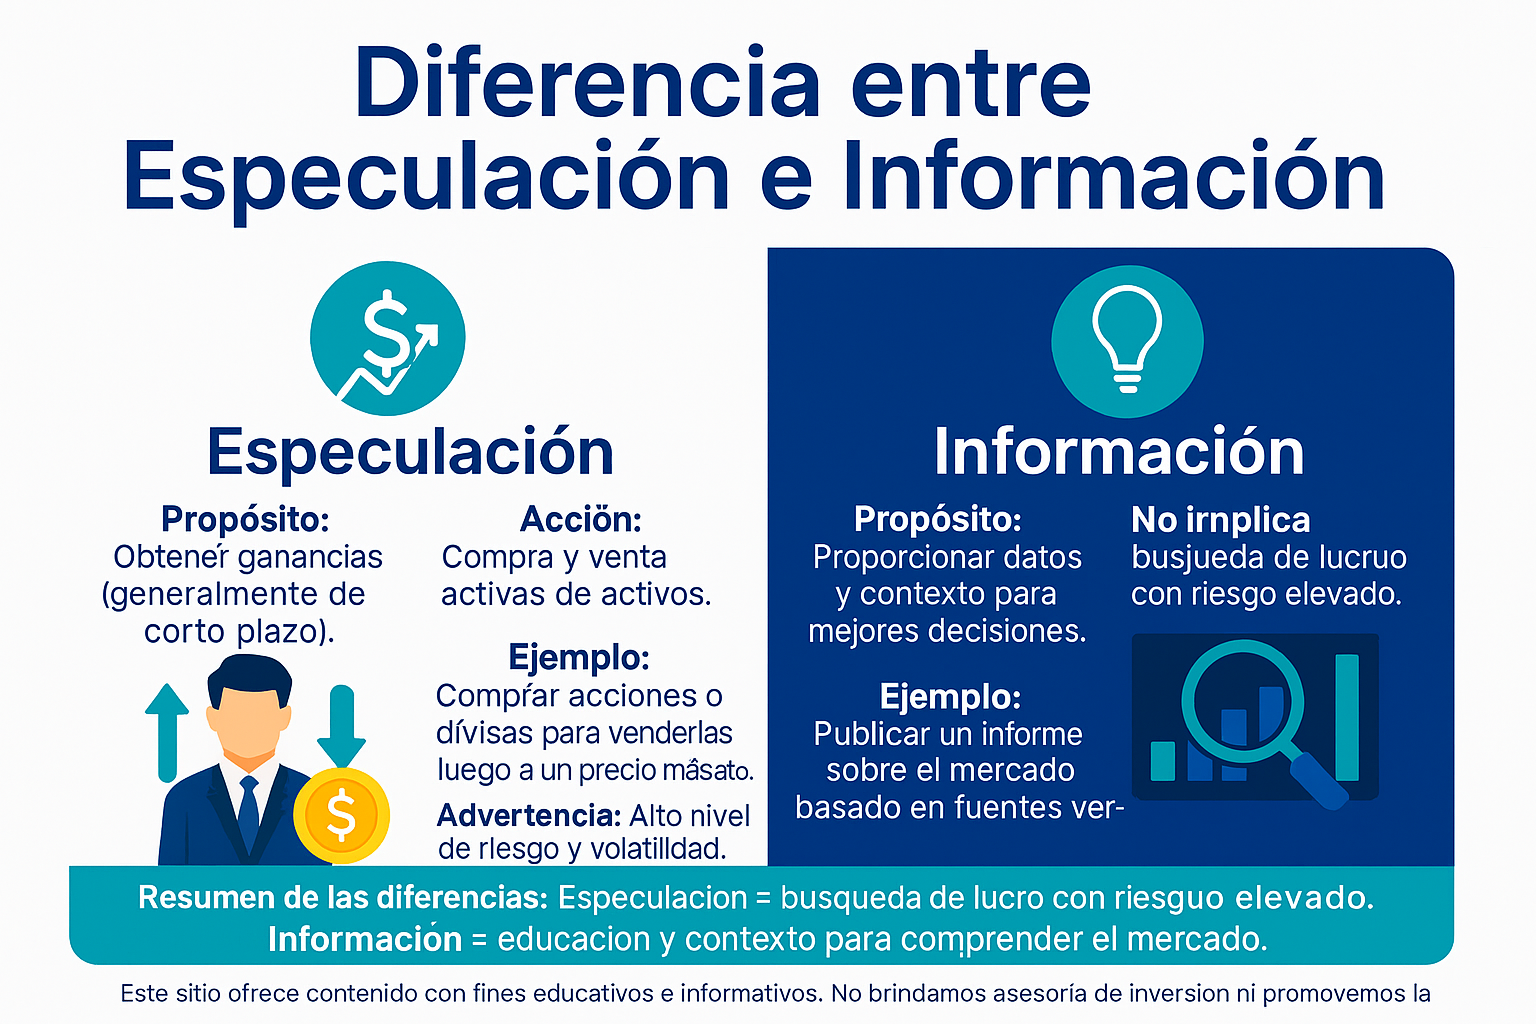 Diferencia entre
Especulación e Información
Especulación
Propósito:
Obteneŕ ganancias
(generalmente de
corto plazo).
Acciön:
Compra y venta
activas de activos.
Ejemplo:
Compŕar acciones o
dívisas para venderlas
luego a un precio mâsato.
Advertencia: Alto nivel
de rlesgo y volatilldad.
Información
Propósito:
Proporcionar datos
y contexto para
mejores decisiones.
Ejemplo:
Publicar un informe
sobre el mercado
basado en fuentes ver-
No irnplica
busjueda de lucruo
con riesgo elevado.
Resumen de las diferencias: Especulacion = busqueda de lucro con riesguo elevado.
Información = educacion y contexto para comprender el mercado.
Este sitio ofrece contenido con fines educativos e informativos. No brindamos asesoría de inversion ni promovemos la